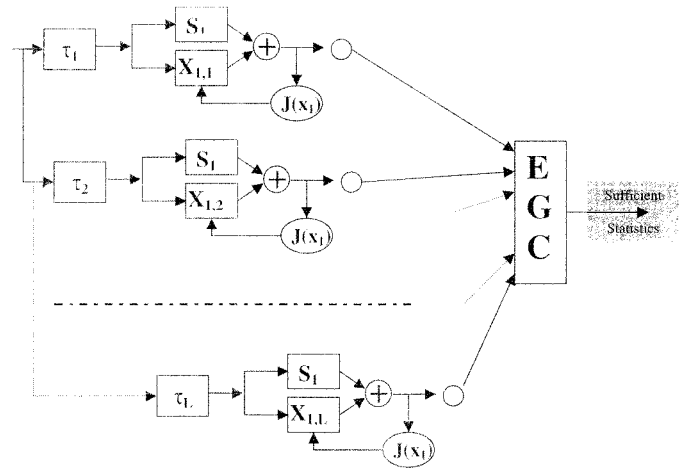 S₁
τ₁
X₁,₁
J(x₁)
S₁
τ₂
X₁,₂
J(x₁)
E
G
C
Sufficient
Statistics
S₁
τL
X₁,L
J(x₁)